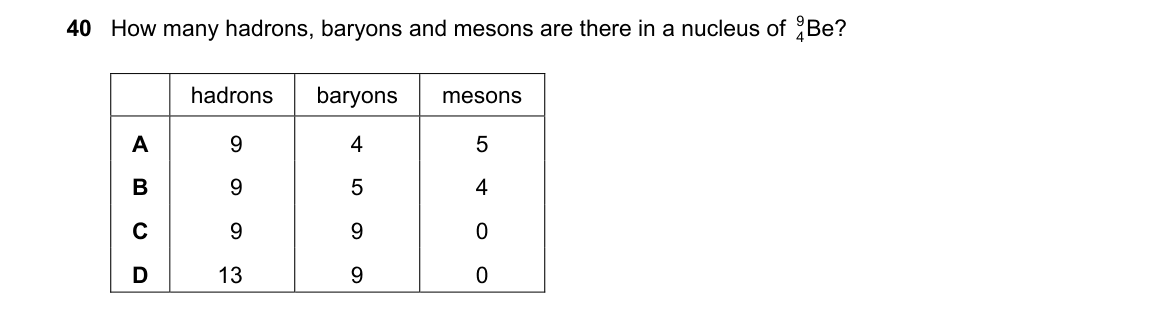 40 How many hadrons, baryons and mesons are there in a nucleus of ⁹₄Be?
hadrons baryons mesons
A 9 4 5
B 9 5 4
C 9 9 0
D 13 9 0